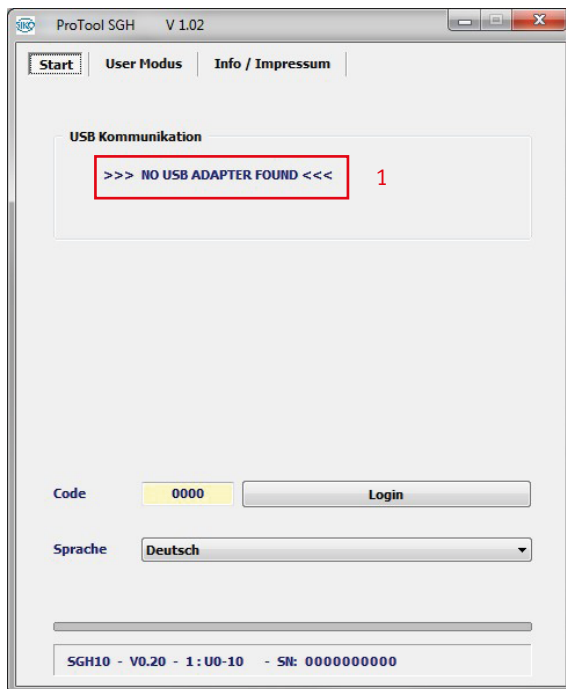 SIKO ProTool SGH V 1.02
Start User Modus Info / Impressum
USB Kommunikation
>>> NO USB ADAPTER FOUND <<< 1
Code 0000 Login
Sprache Deutsch
SGH10 - V0.20 - 1 : U0-10 - SN: 0000000000